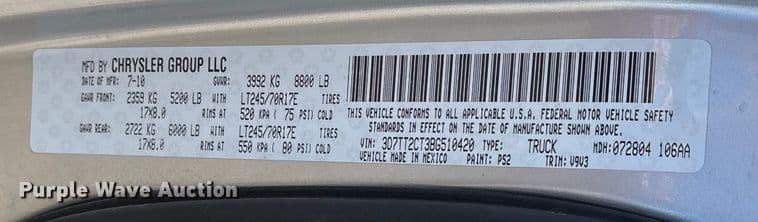 MFD BY CHRYSLER GROUP LLC
DATE OF MFR: 7-10 GVWR: 3992 KG 8800 LB
GAWR FRONT: 2359 KG 5200 LB WITH LT245/70R17E TIRES
17X8.0 RIMS AT 520 KPA ( 75 PSI) COLD
GAWR REAR: 2722 KG 6000 LB WITH LT245/70R17E TIRES
17X8.0 RIMS AT 550 KPA ( 80 PSI) COLD
THIS VEHICLE CONFORMS TO ALL APPLICABLE U.S.A. FEDERAL MOTOR VEHICLE SAFETY
STANDARDS IN EFFECT ON THE DATE OF MANUFACTURE SHOWN ABOVE.
VIN: 3D7TT2CT3BG510420 TYPE: TRUCK MDH: 072804 106AA
VEHICLE MADE IN MEXICO PAINT: PS2 TRIM: V9V3
Purple Wave Auction
PurpleWave.com